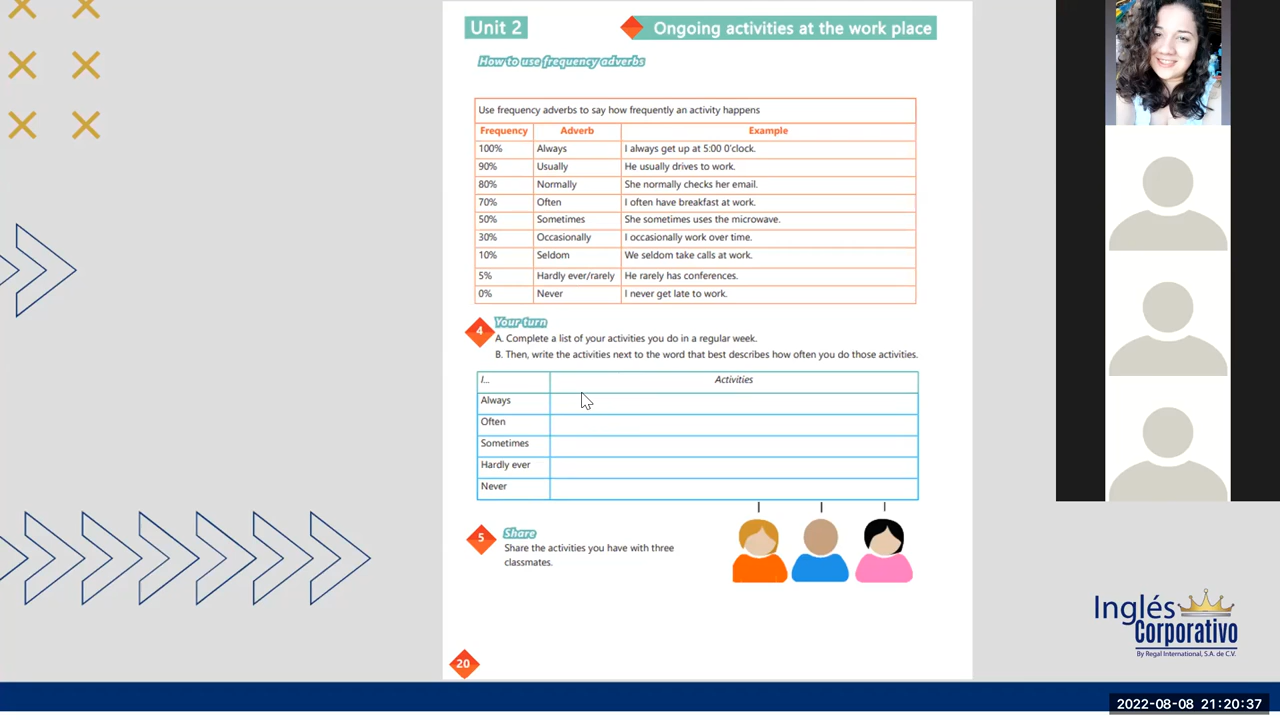 Unit 2
Ongoing activities at the work place
How to use frequency adverbs
Use frequency adverbs to say how frequently an activity happens
Frequency Adverb Example
100% Always I always get up at 5:00 0'clock.
90% Usually He usually drives to work.
80% Normally She normally checks her email.
70% Often I often have breakfast at work.
50% Sometimes She sometimes uses the microwave.
30% Occasionally I occasionally work over time.
10% Seldom We seldom take calls at work.
5% Hardly ever/rarely He rarely has conferences.
0% Never I never get late to work.
4 Your turn
A. Complete a list of your activities you do in a regular week.
B. Then, write the activities next to the word that best describes how often you do those activities.
I... Activities
Always
Often
Sometimes
Hardly ever
Never
5 Share
Share the activities you have with three
classmates.
20
Inglés
Corporativo
By Regal International, S.A. de C.V.
2022-08-08 21:20:37